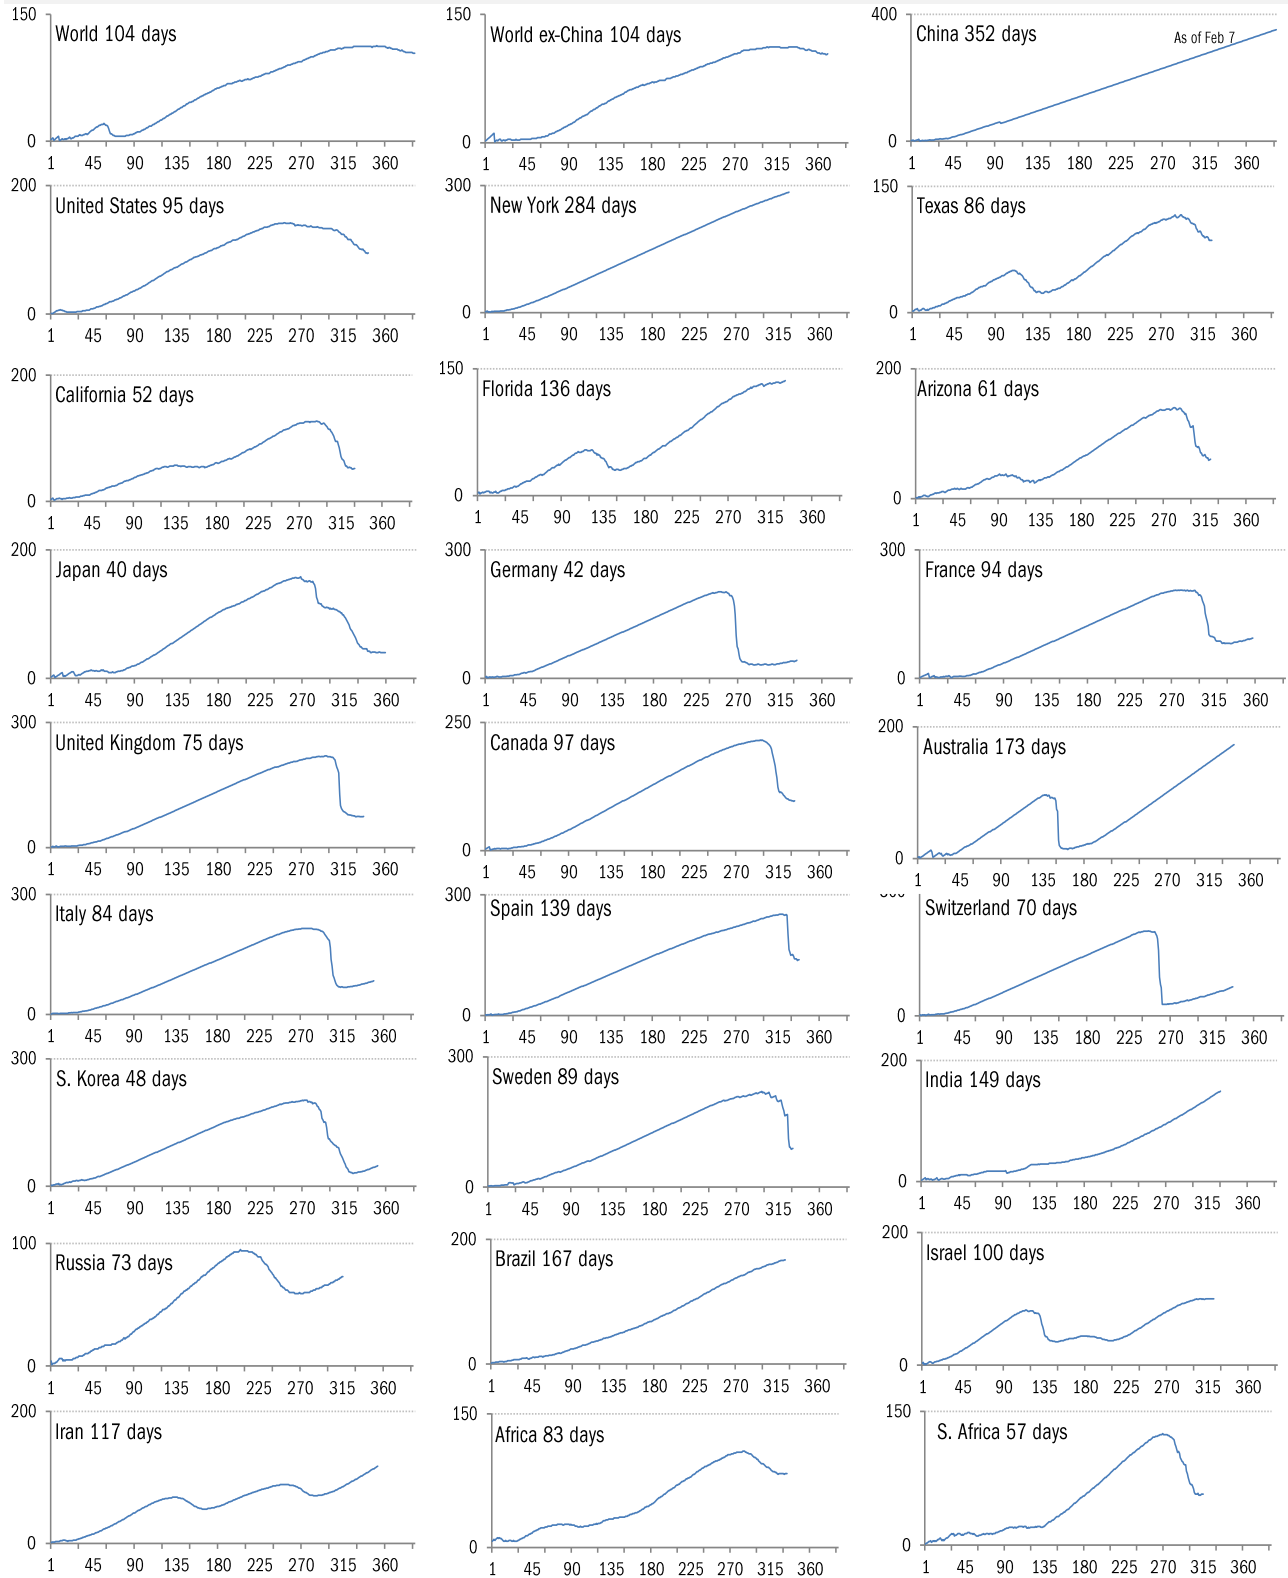 150
World 104 days
0
1 45 90 135 180 225 270 315 360
150
World ex-China 104 days
0
1 45 90 135 180 225 270 315 360
400
China 352 days
As of Feb 7
0
1 45 90 135 180 225 270 315 360
200
United States 95 days
0
1 45 90 135 180 225 270 315 360
300
New York 284 days
0
1 45 90 135 180 225 270 315 360
150
Texas 86 days
0
1 45 90 135 180 225 270 315 360
200
California 52 days
0
1 45 90 135 180 225 270 315 360
150
Florida 136 days
0
1 45 90 135 180 225 270 315 360
200
Arizona 61 days
0
1 45 90 135 180 225 270 315 360
200
Japan 40 days
0
1 45 90 135 180 225 270 315 360
300
Germany 42 days
0
1 45 90 135 180 225 270 315 360
300
France 94 days
0
1 45 90 135 180 225 270 315 360
300
United Kingdom 75 days
0
1 45 90 135 180 225 270 315 360
250
Canada 97 days
0
1 45 90 135 180 225 270 315 360
200
Australia 173 days
0
1 45 90 135 180 225 270 315 360
300
Italy 84 days
0
1 45 90 135 180 225 270 315 360
300
Spain 139 days
0
1 45 90 135 180 225 270 315 360
Switzerland 70 days
0
1 45 90 135 180 225 270 315 360
300
S. Korea 48 days
0
1 45 90 135 180 225 270 315 360
300
Sweden 89 days
0
1 45 90 135 180 225 270 315 360
200
India 149 days
0
1 45 90 135 180 225 270 315 360
100
Russia 73 days
0
1 45 90 135 180 225 270 315 360
200
Brazil 167 days
0
1 45 90 135 180 225 270 315 360
200
Israel 100 days
0
1 45 90 135 180 225 270 315 360
200
Iran 117 days
0
1 45 90 135 180 225 270 315 360
150
Africa 83 days
0
1 45 90 135 180 225 270 315 360
150
S. Africa 57 days
0
1 45 90 135 180 225 270 315 360